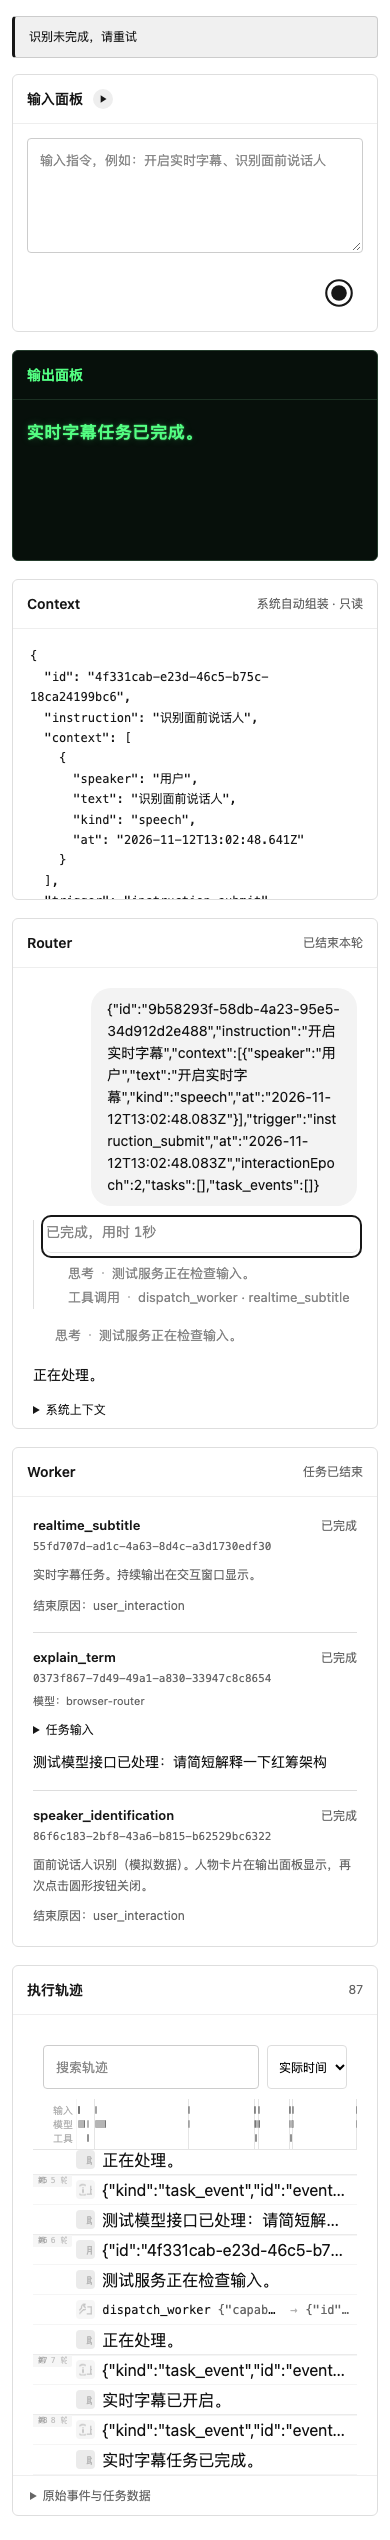 识别未完成，请重试
输入面板
输入指令，例如：开启实时字幕、识别面前说话人
输出面板
实时字幕任务已完成。
Context
系统自动组装 · 只读
{
"id": "4f331cab-e23d-46c5-b75c-
18ca24199bc6",
"instruction": "识别面前说话人",
"context": [
{
"speaker": "用户",
"text": "识别面前说话人",
"kind": "speech",
"at": "2026-11-12T13:02:48.641Z"
}
],
"trigger": "instruction_submit"
Router
已结束本轮
{"id":"9b58293f-58db-4a23-95e5-
34d912d2e488","instruction":"开启
实时字幕","context":[{"speaker":"用
户","text":"开启实时字
幕","kind":"speech","at":"2026-11-
12T13:02:48.083Z"}],"trigger":"inst
ruction_submit","at":"2026-11-
12T13:02:48.083Z","interactionEpo
ch":2,"tasks":[],"task_events":[]}
已完成，用时 1秒
思考 · 测试服务正在检查输入。
工具调用 · dispatch_worker · realtime_subtitle
思考 · 测试服务正在检查输入。
正在处理。
系统上下文
Worker
任务已结束
realtime_subtitle
已完成
55fd707d-ad1c-4a63-8d4c-a3d1730edf30
实时字幕任务。持续输出在交互窗口显示。
结束原因：user_interaction
explain_term
已完成
0373f867-7d49-49a1-a830-33947c8c8654
模型：browser-router
任务输入
测试模型接口已处理：请简短解释一下红筹架构
speaker_identification
已完成
86f6c183-2bf8-43a6-b815-b62529bc6322
面前说话人识别（模拟数据）。人物卡片在输出面板显示，再
次点击圆形按钮关闭。
结束原因：user_interaction
执行轨迹
87
搜索轨迹
实际时间
输入
模型
工具
正在处理。
{"kind":"task_event","id":"event...
测试模型接口已处理：请简短解...
{"id":"4f331cab-e23d-46c5-b7...
测试服务正在检查输入。
dispatch_worker {"capab… → {"id"…
正在处理。
{"kind":"task_event","id":"event...
实时字幕已开启。
{"kind":"task_event","id":"event...
实时字幕任务已完成。
原始事件与任务数据